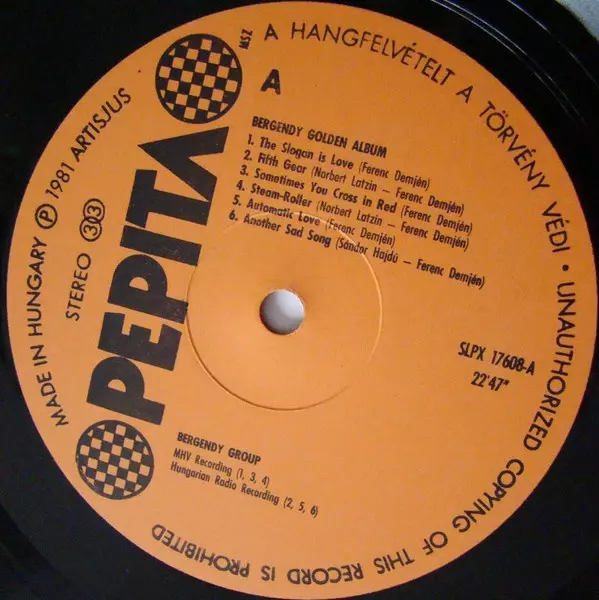 A HANGFELVÉTELT A TÖRVÉNY VÉDI • UNAUTHORIZED COPYING OF THIS RECORD IS PROHIBITED
MADE IN HUNGARY Ⓟ 1981 ARTISJUS
STEREO 33
PEPITA
MSZ
A
BERGENDY GOLDEN ALBUM
1. The Slogan is Love (Ferenc Demjén)
2. Fifth Gear (Norbert Latzin — Ferenc Demjén)
3. Sometimes You Cross in Red (Ferenc Demjén)
4. Steam-Roller (Norbert Latzin — Ferenc Demjén)
5. Automatic Love (Ferenc Demjén)
6. Another Sad Song (Sándor Hajdú — Ferenc Demjén)
SLPX 17608-A
22'47"
BERGENDY GROUP
MHV Recording (1, 3, 4)
Hungarian Radio Recording (2, 5, 6)